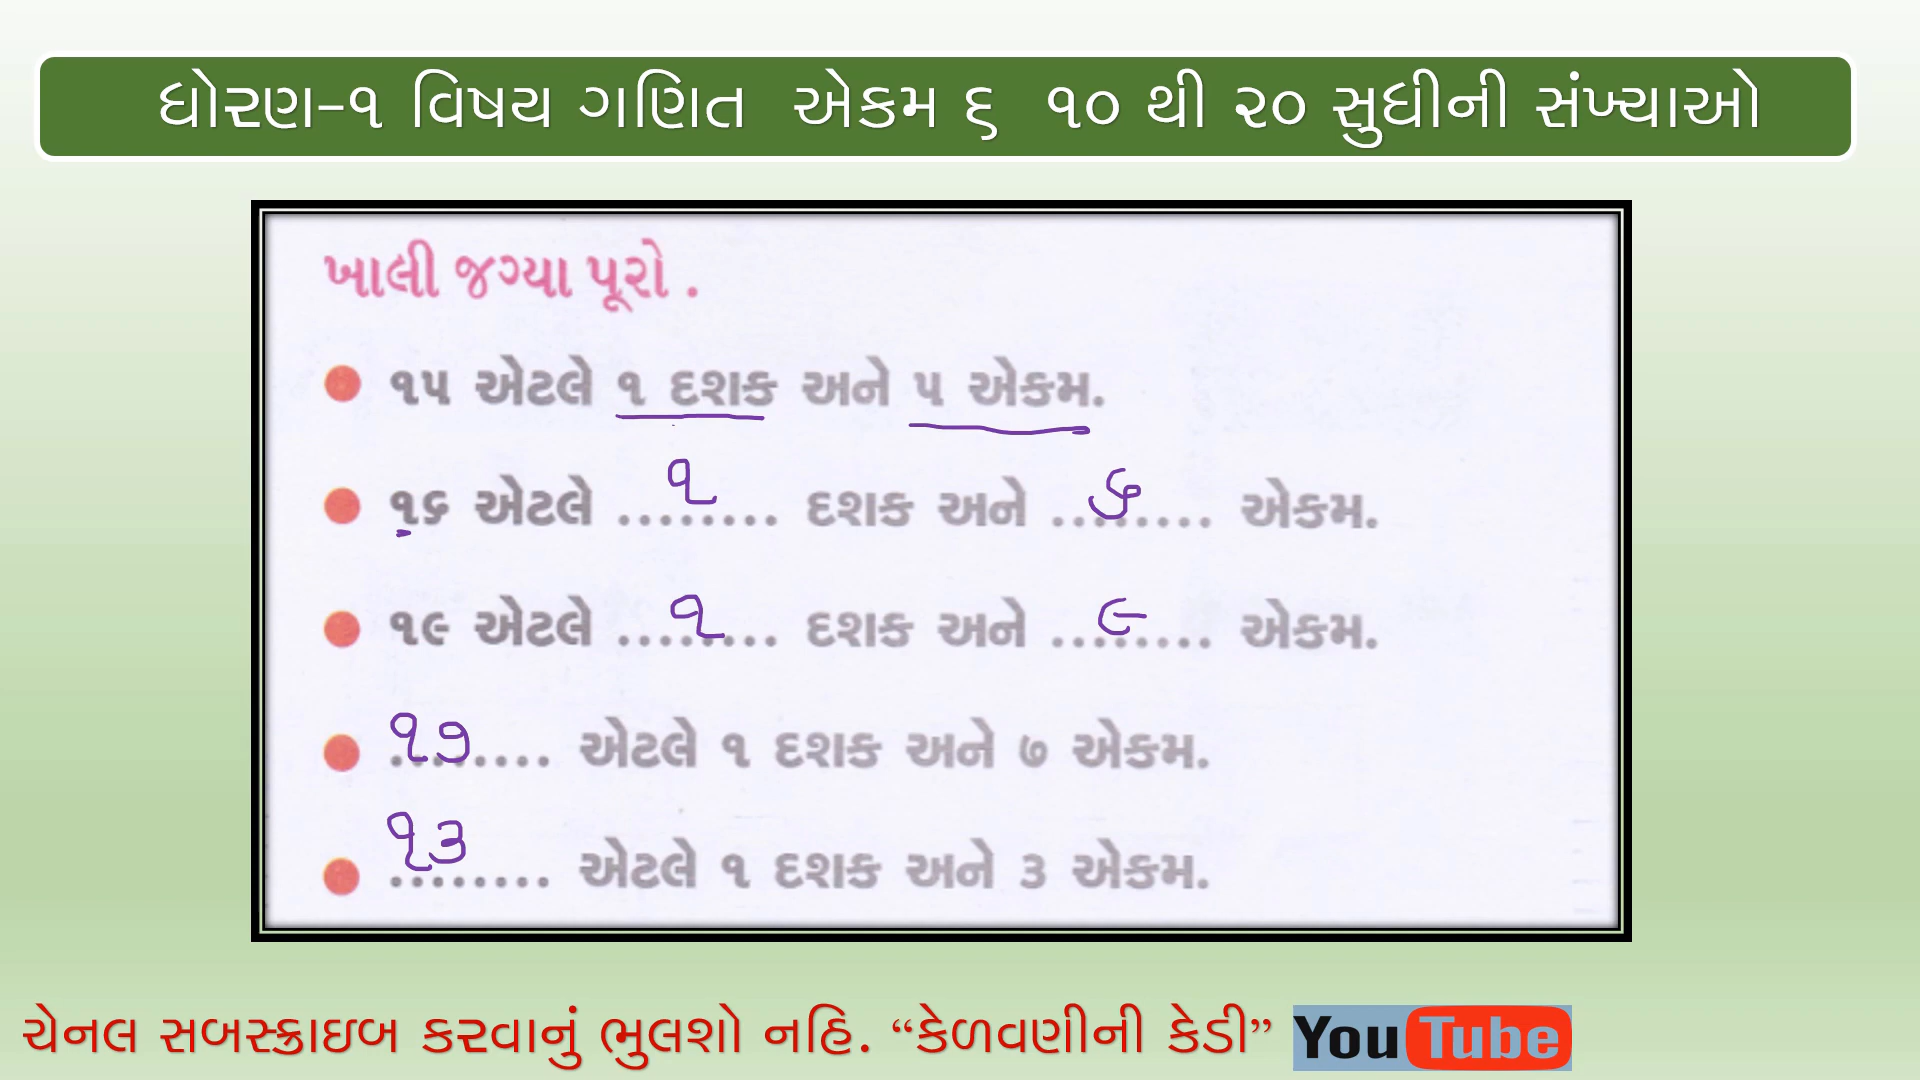 ધોરણ-૧ વિષય ગણિત એકમ ૬ ૧૦ થી ૨૦ સુધીની સંખ્યાઓ
ખાલી જગ્યા પૂરો .
૧૫ એટલે ૧ દશક અને ૫ એકમ.
૧૬ એટલે ....૧.... દશક અને ....૬.... એકમ.
૧૯ એટલે ....૧.... દશક અને ....૯.... એકમ.
૧૭........ એટલે ૧ દશક અને ૭ એકમ.
૧૩........ એટલે ૧ દશક અને ૩ એકમ.
ચેનલ સબસ્ક્રાઇબ કરવાનું ભુલશો નહિ. “કેળવણીની કેડી” YouTube